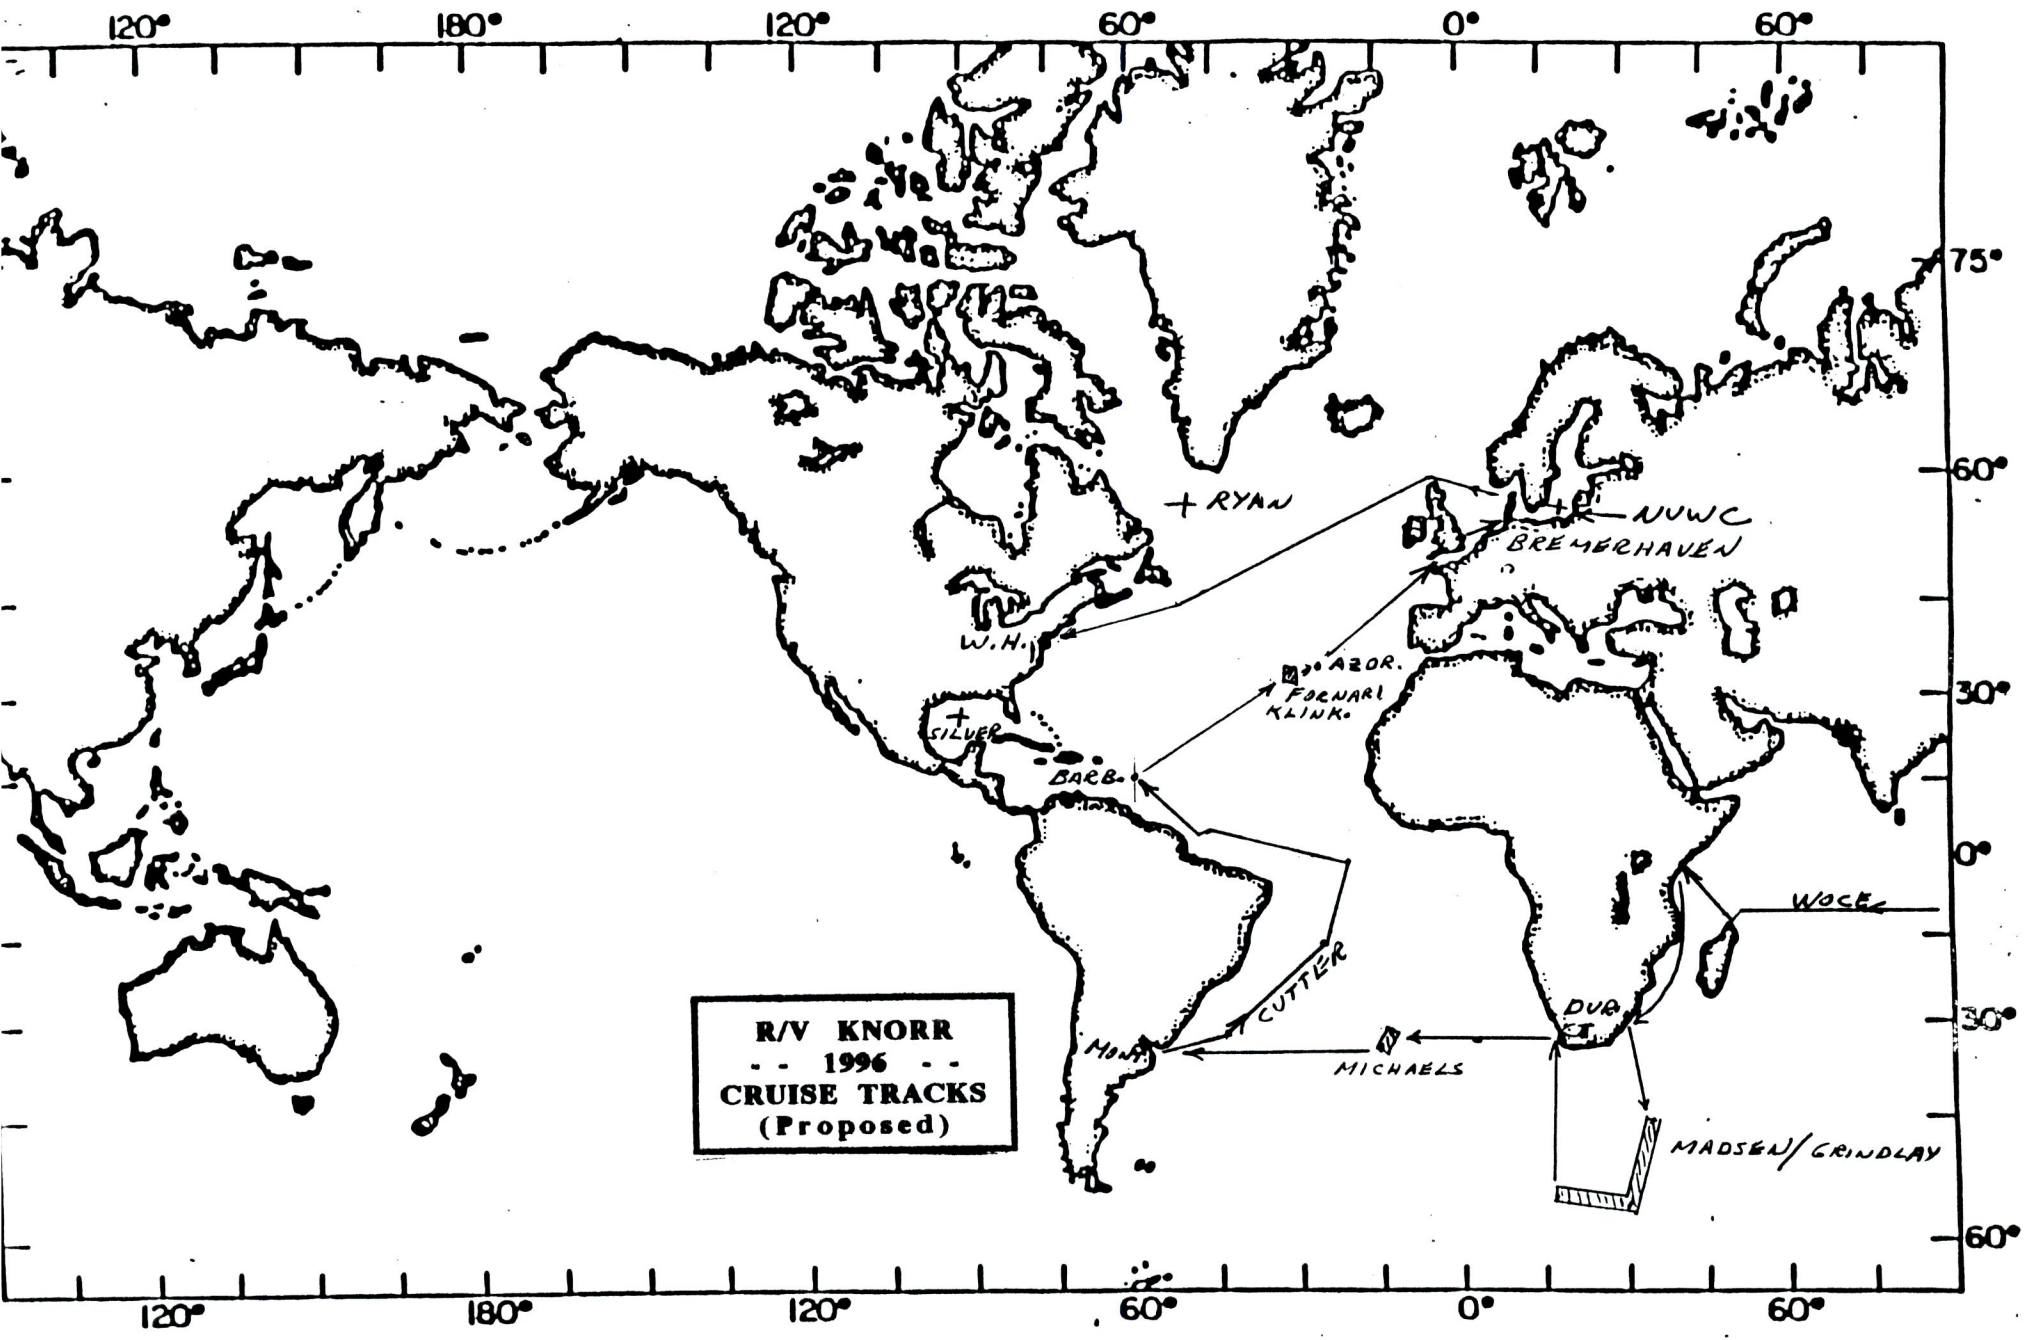 120° 180° 120° 60° 0° 60°
75°
60°
+ RYAN
NUWC
BREMERHAVEN
W.H.
AZOR.
FORNARI
KLINK.
30°
+
SILVER
BARB.
0°
WOCE
CUTTER
DUR.
30°
MONT
MICHAELS
R/V KNORR
- - 1996 - -
CRUISE TRACKS
(Proposed)
MADSEN/GRINDLAY
60°
120° 180° 120° 60° 0° 60°